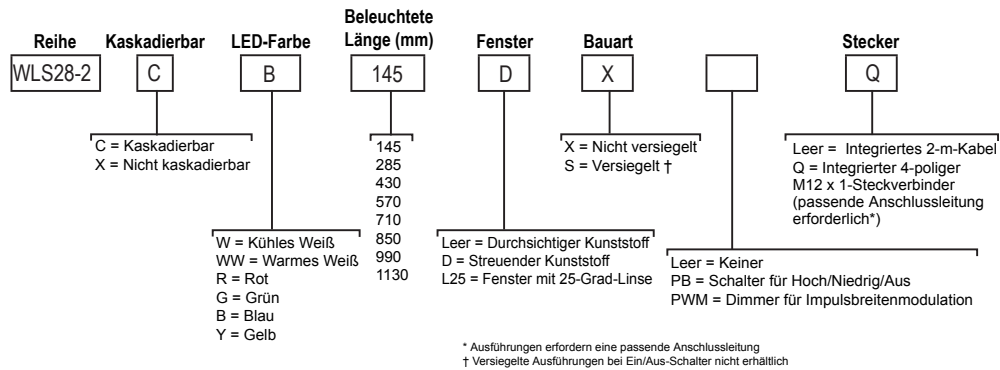 Reihe Kaskadierbar LED-Farbe Beleuchtete Länge (mm) Fenster Bauart Stecker
WLS28-2 C B 145 D X Q
C = Kaskadierbar
X = Nicht kaskadierbar
W = Kühles Weiß
WW = Warmes Weiß
R = Rot
G = Grün
B = Blau
Y = Gelb
145
285
430
570
710
850
990
1130
Leer = Durchsichtiger Kunststoff
D = Streuender Kunststoff
L25 = Fenster mit 25-Grad-Linse
X = Nicht versiegelt
S = Versiegelt †
Leer = Keiner
PB = Schalter für Hoch/Niedrig/Aus
PWM = Dimmer für Impulsbreitenmodulation
Leer = Integriertes 2-m-Kabel
Q = Integrierter 4-poliger
M12 x 1-Steckverbinder
(passende Anschlussleitung
erforderlich*)
* Ausführungen erfordern eine passende Anschlussleitung
† Versiegelte Ausführungen bei Ein/Aus-Schalter nicht erhältlich